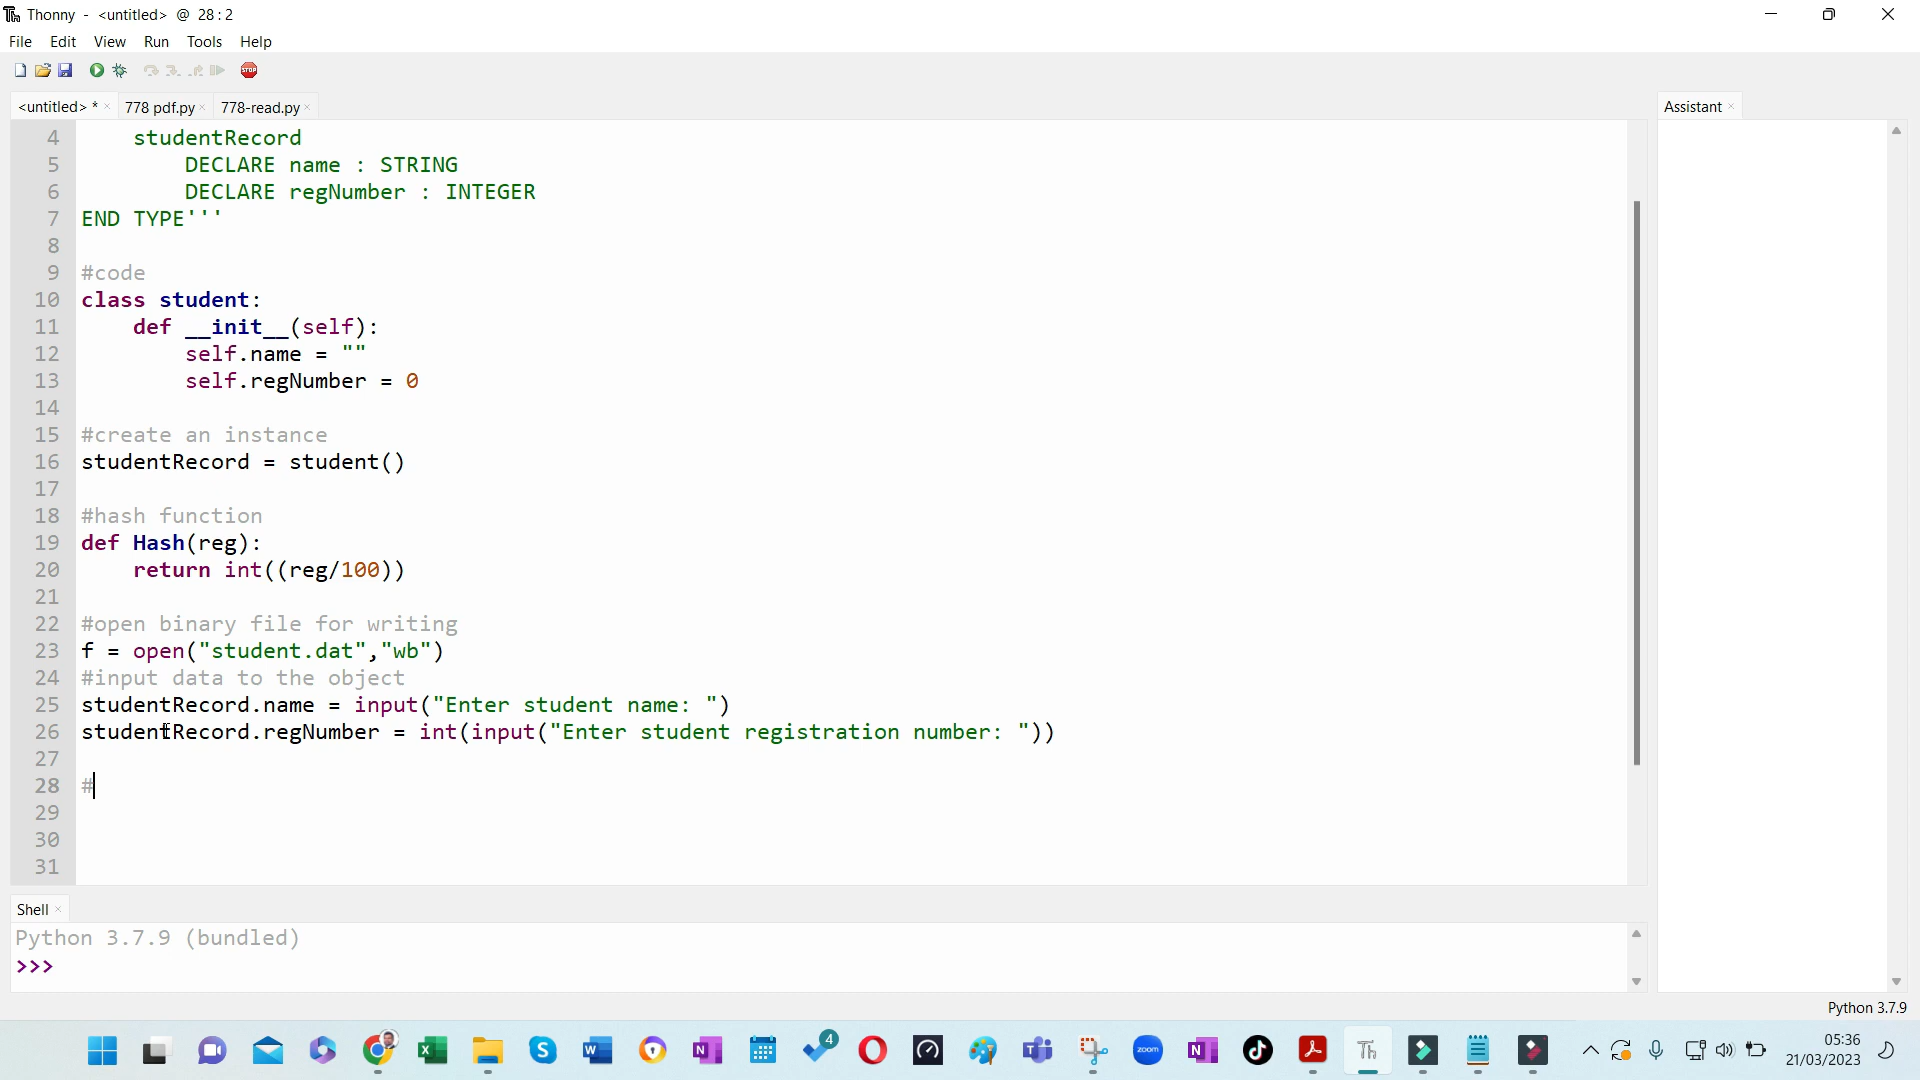 Thonny - <untitled> @ 28:2
File Edit View Run Tools Help
STOP
<untitled> * × 778 pdf.py × 778-read.py ×
Assistant ×
4 studentRecord
5 DECLARE name : STRING
6 DECLARE regNumber : INTEGER
7 END TYPE'''
8
9 #code
10 class student:
11 def __init__(self):
12 self.name = ""
13 self.regNumber = 0
14
15 #create an instance
16 studentRecord = student()
17
18 #hash function
19 def Hash(reg):
20 return int((reg/100))
21
22 #open binary file for writing
23 f = open("student.dat","wb")
24 #input data to the object
25 studentRecord.name = input("Enter student name: ")
26 studentRecord.regNumber = int(input("Enter student registration number: "))
27
28 #
29
30
31
Shell ×
Python 3.7.9 (bundled)
>>>
Python 3.7.9
4
zoom
Th
05:36
21/03/2023